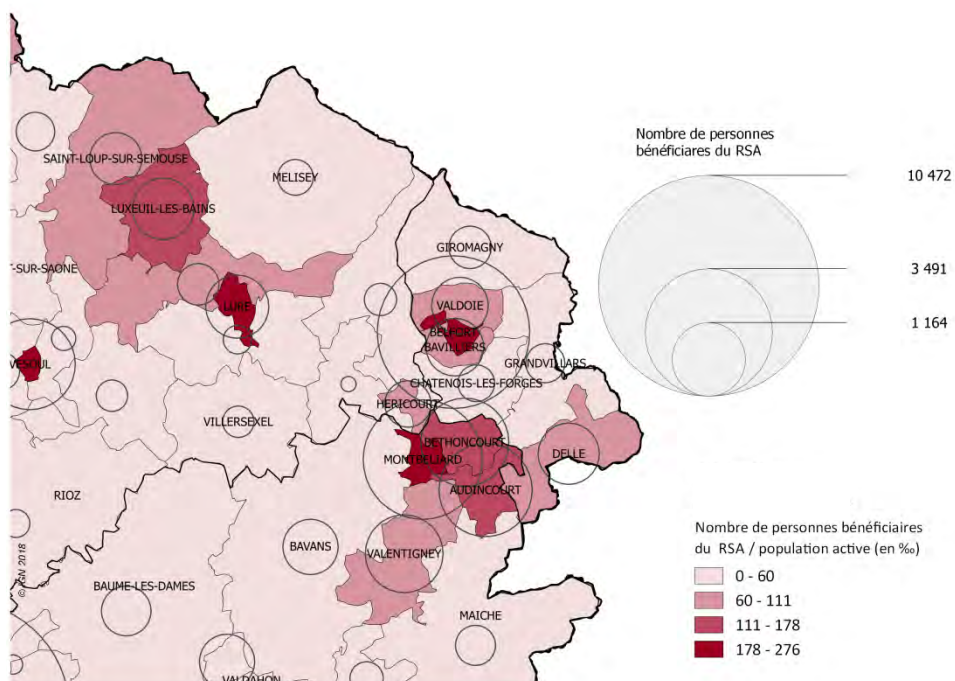 Nombre de personnes
bénéficiares du RSA
10 472
3 491
1 164
SAINT-LOUP-SUR-SEMOUSE
MELISEY
LUXEUIL-LES-BAINS
GIROMAGNY
T-SUR-SAONE
LURE
VALDOIE
BELFORT
BAVILLIERS
VESOUL
GRANDVILLARS
CHATENOIS-LES-FORGES
HERICOURT
VILLERSEXEL
BETHONCOURT
MONTBELIARD
DELLE
RIOZ
AUDINCOURT
BAVANS
VALENTIGNEY
BAUME-LES-DAMES
MAICHE
VALDAHON
© IGN 2018
Nombre de personnes bénéficiaires
du RSA / population active (en ‰)
0 - 60
60 - 111
111 - 178
178 - 276